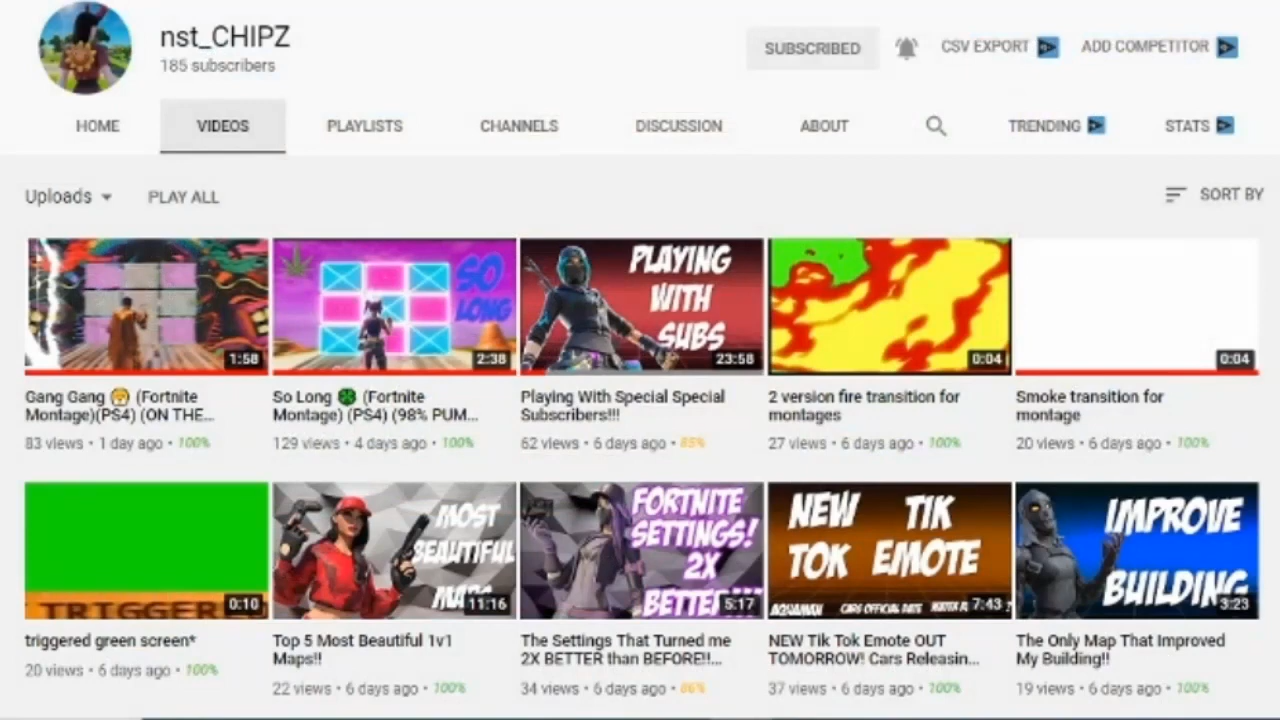 nst_CHIPZ
185 subscribers
SUBSCRIBED
CSV EXPORT
ADD COMPETITOR
HOME
VIDEOS
PLAYLISTS
CHANNELS
DISCUSSION
ABOUT
TRENDING
STATS
Uploads
PLAY ALL
SORT BY
1:58
SO
LONG
2:38
PLAYING
WITH
SUBS
23:58
0:04
0:04
Gang Gang 😤 (Fortnite
Montage)(PS4) (ON THE...
83 views • 1 day ago • 100%
So Long 🍀 (Fortnite
Montage) (PS4) (98% PUM...
129 views • 4 days ago • 100%
Playing With Special Special
Subscribers!!!
62 views • 6 days ago • 85%
2 version fire transition for
montages
27 views • 6 days ago • 100%
Smoke transition for
montage
20 views • 6 days ago • 100%
TRIGGERED
0:10
MOST
BEAUTIFUL
MAPS
11:16
FORTNITE
SETTINGS!
2X
BETTER
5:17
NEW TIK
TOK EMOTE
AQUAMAN
CARS OFFICIAL DATE
7:43
IMPROVE
BUILDING
3:23
triggered green screen*
20 views • 6 days ago • 100%
Top 5 Most Beautiful 1v1
Maps!!
22 views • 6 days ago • 100%
The Settings That Turned me
2X BETTER than BEFORE!!...
34 views • 6 days ago • 86%
NEW Tik Tok Emote OUT
TOMORROW! Cars Releasin...
37 views • 6 days ago • 100%
The Only Map That Improved
My Building!!
19 views • 6 days ago • 100%